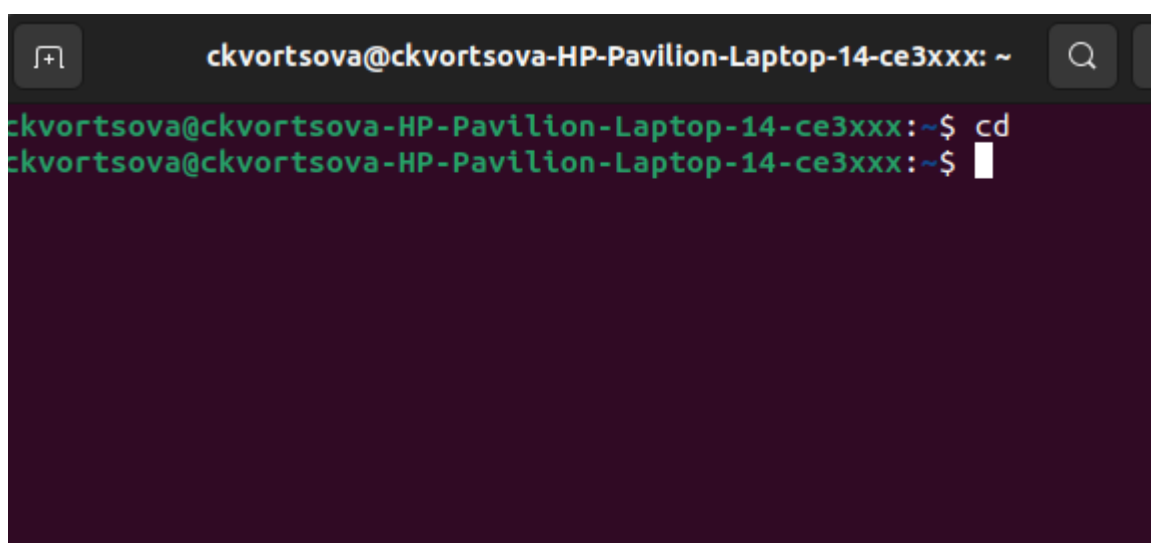 ckvortsova@ckvortsova-HP-Pavilion-Laptop-14-ce3xxx: ~
ckvortsova@ckvortsova-HP-Pavilion-Laptop-14-ce3xxx:~$ cd
ckvortsova@ckvortsova-HP-Pavilion-Laptop-14-ce3xxx:~$